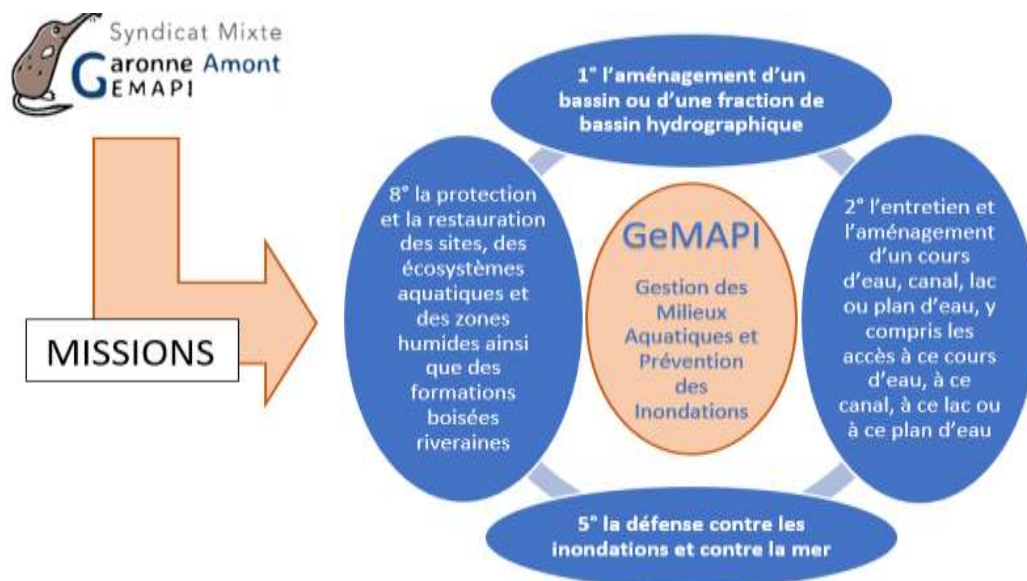 Syndicat Mixte
Garonne Amont
GEMAPI
MISSIONS
1° l’aménagement d’un
bassin ou d’une fraction de
bassin hydrographique
8° la protection
et la restauration
des sites, des
écosystèmes
aquatiques et
des zones
humides ainsi
que des
formations
boisées
riveraines
GeMAPI
Gestion des
Milieux
Aquatiques et
Prévention
des
Inondations
2° l’entretien et
l’aménagement
d’un cours
d’eau, canal, lac
ou plan d’eau, y
compris les
accès à ce cours
d’eau, à ce
canal, à ce lac ou
à ce plan d’eau
5° la défense contre les
inondations et contre la mer